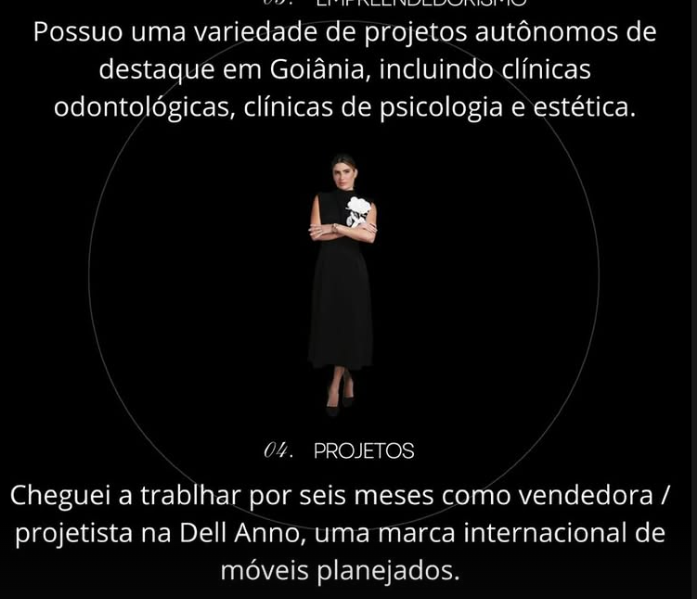 03. EMPREENDEDORISMO
Possuo uma variedade de projetos autônomos de
destaque em Goiânia, incluindo clínicas
odontológicas, clínicas de psicologia e estética.
04. PROJETOS
Cheguei a trablhar por seis meses como vendedora /
projetista na Dell Anno, uma marca internacional de
móveis planejados.